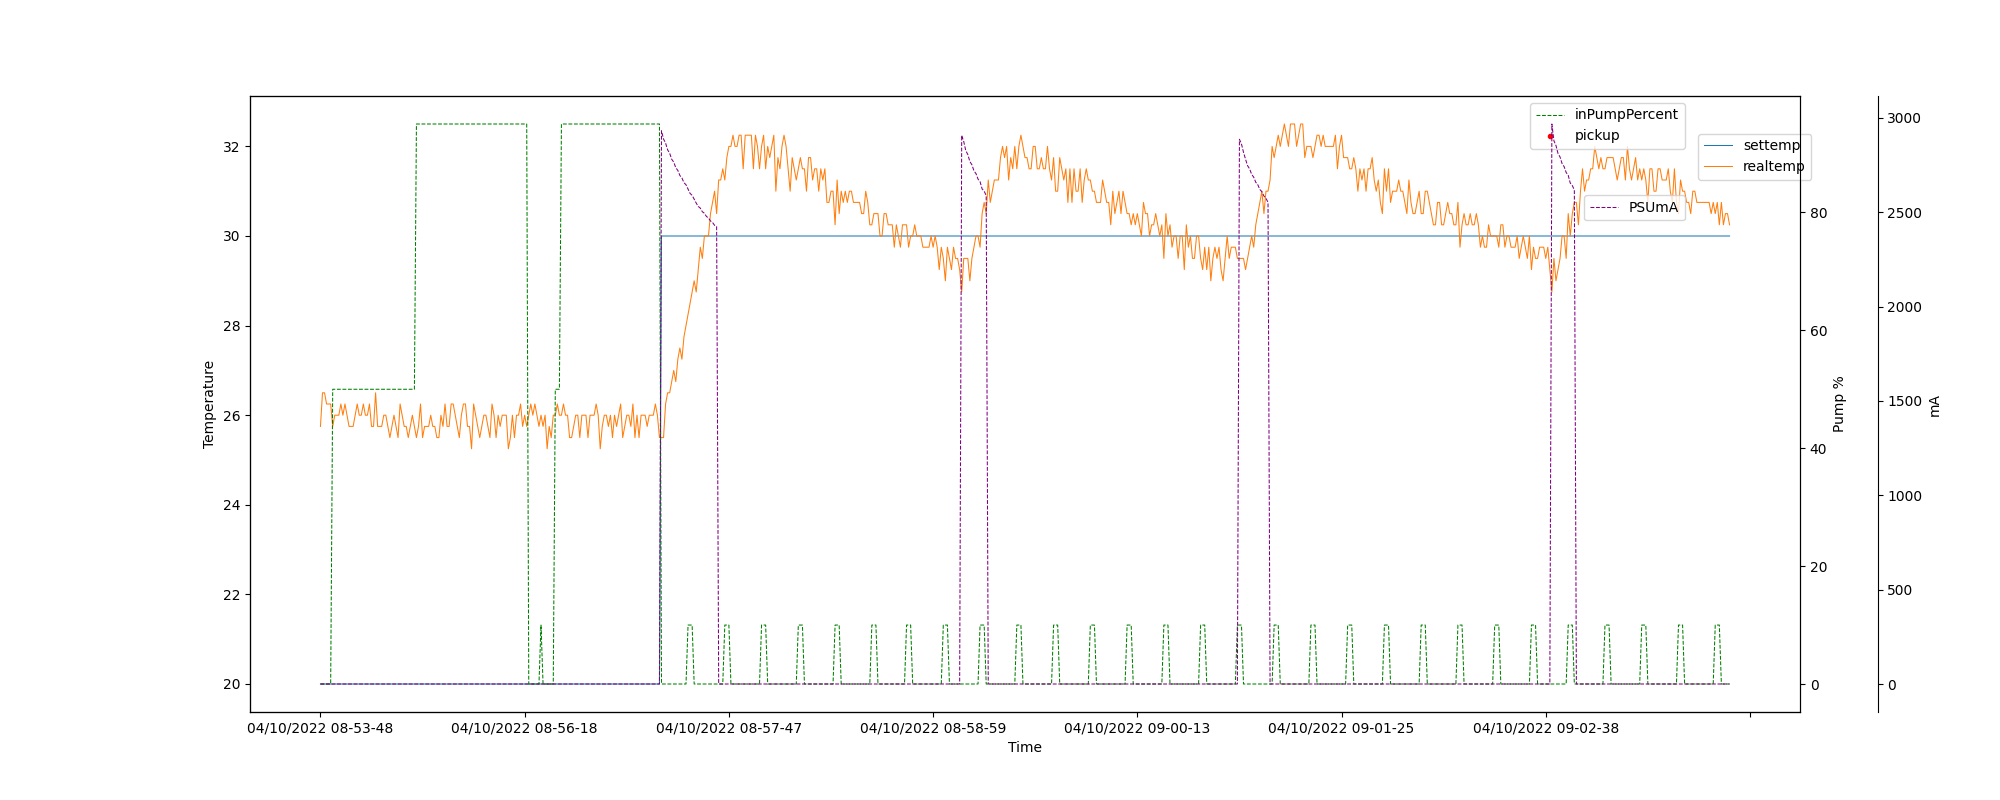 inPumpPercent
pickup
settemp
realtemp
PSUmA
32
30
28
26
24
22
20
Temperature
80
60
40
20
0
Pump %
3000
2500
2000
1500
1000
500
0
mA
04/10/2022 08-53-48
04/10/2022 08-56-18
04/10/2022 08-57-47
04/10/2022 08-58-59
04/10/2022 09-00-13
04/10/2022 09-01-25
04/10/2022 09-02-38
Time